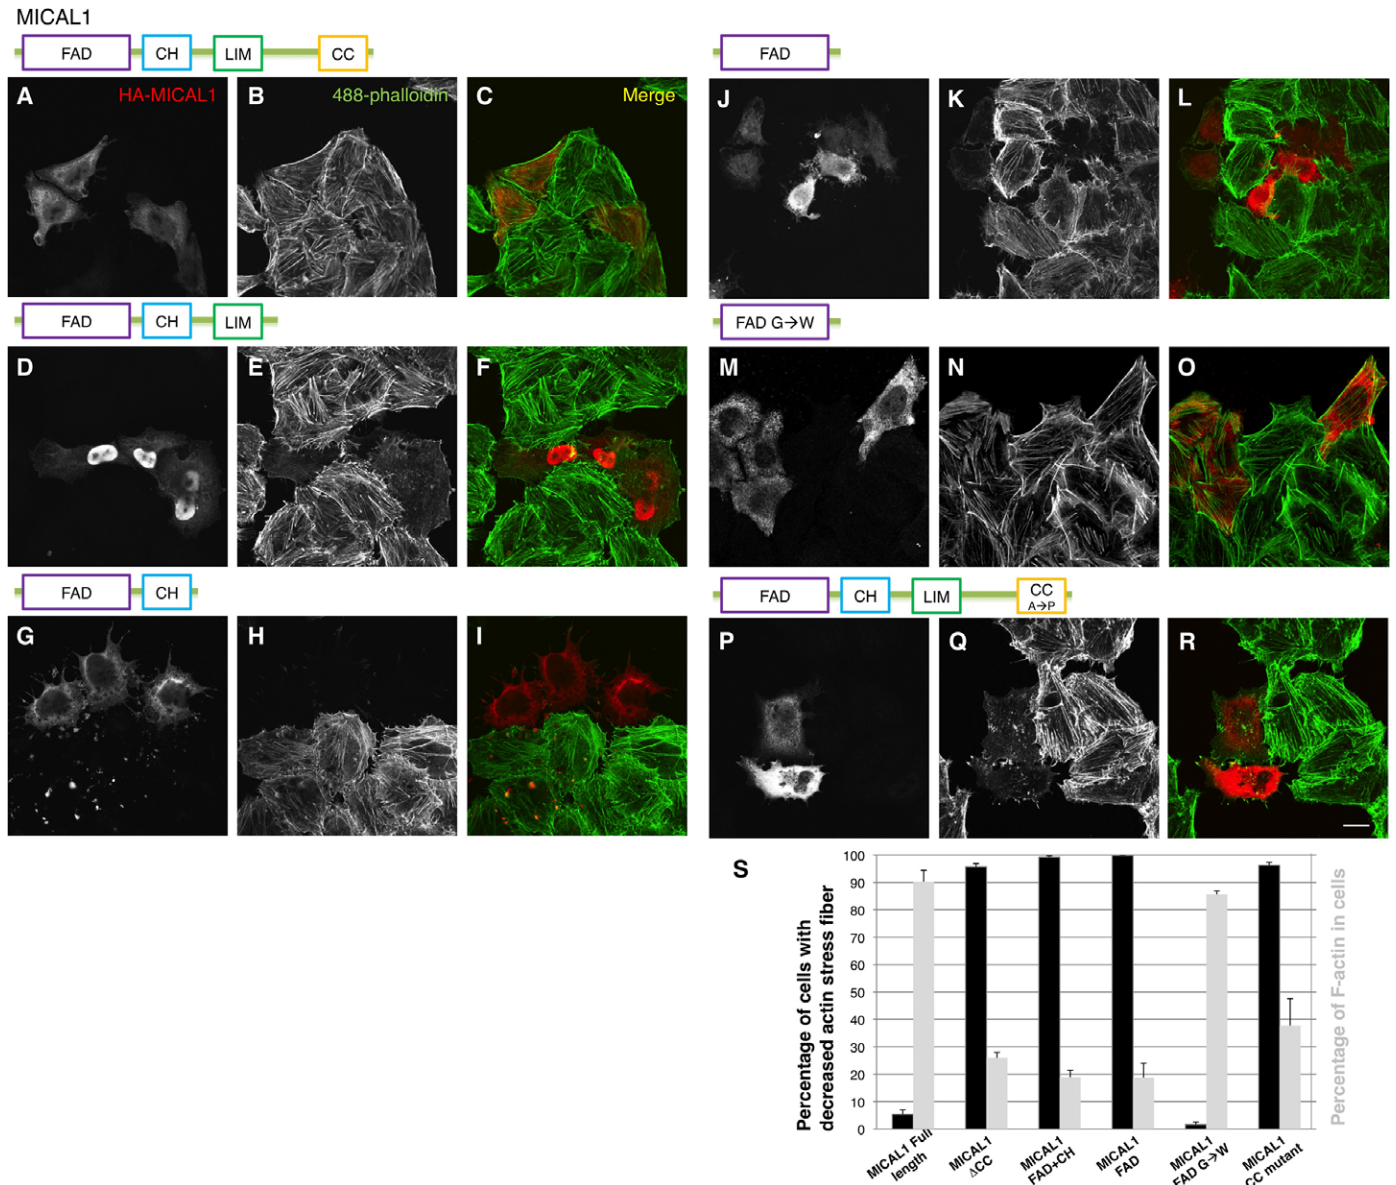 MICAL1
FAD CH LIM CC
FAD
A HA-MICAL1
B 488-phalloidin
C Merge
J
K
L
FAD CH LIM
FAD G→W
D
E
F
M
N
O
FAD CH
FAD CH LIM CC
A→P
G
H
I
P
Q
R
S
Percentage of cells with
decreased actin stress fiber
100
90
80
70
60
50
40
30
20
10
0
Percentage of F-actin in cells
MICAL1 Full
length
MICAL1
ΔCC
MICAL1
FAD+CH
MICAL1
FAD
MICAL1
FAD G→W
MICAL1
CC mutant